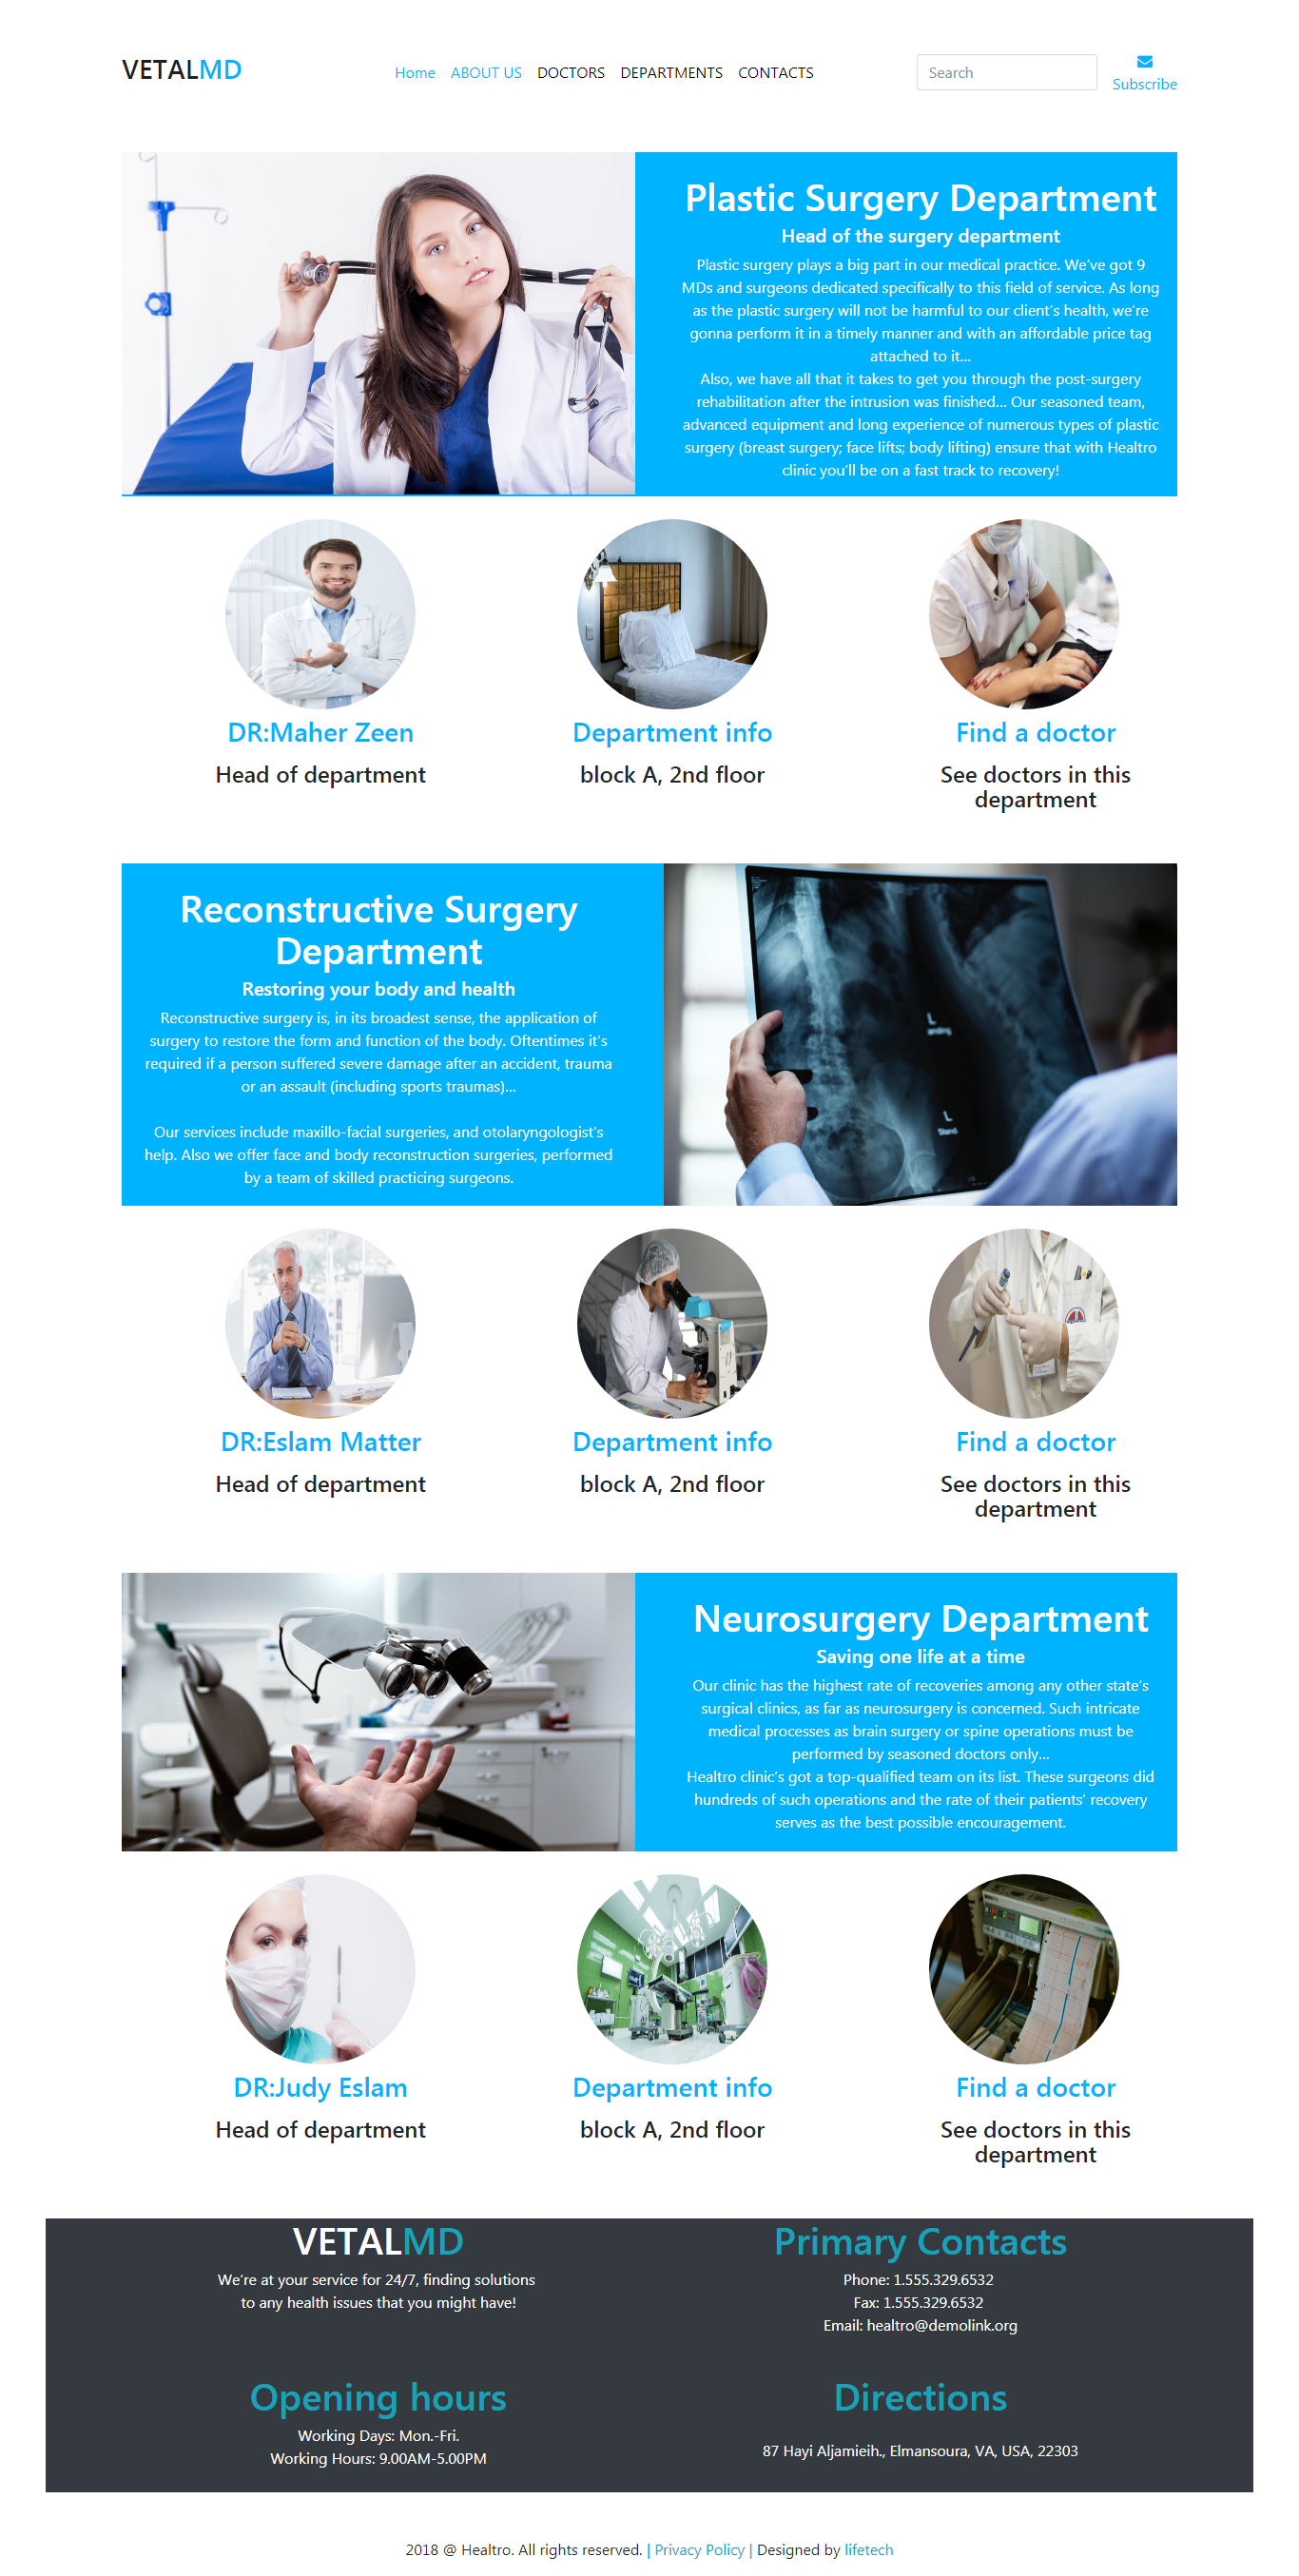 VETALMD
Home ABOUT US DOCTORS DEPARTMENTS CONTACTS
Search
Subscribe
Plastic Surgery Department
Head of the surgery department
Plastic surgery plays a big part in our medical practice. We've got 9
MDs and surgeons dedicated specifically to this field of service. As long
as the plastic surgery will not be harmful to our client's health, we're
gonna perform it in a timely manner and with an affordable price tag
attached to it...
Also, we have all that it takes to get you through the post-surgery
rehabilitation after the intrusion was finished... Our seasoned team,
advanced equipment and long experience of numerous types of plastic
surgery (breast surgery; face lifts; body lifting) ensure that with Healtro
clinic you'll be on a fast track to recovery!
DR:Maher Zeen
Head of department
Department info
block A, 2nd floor
Find a doctor
See doctors in this
department
Reconstructive Surgery
Department
Restoring your body and health
Reconstructive surgery is, in its broadest sense, the application of
surgery to restore the form and function of the body. Oftentimes it's
required if a person suffered severe damage after an accident, trauma
or an assault (including sports traumas)...
Our services include maxillo-facial surgeries, and otolaryngologist's
help. Also we offer face and body reconstruction surgeries, performed
by a team of skilled practicing surgeons.
L
L
Stand
DR:Eslam Matter
Head of department
Department info
block A, 2nd floor
Find a doctor
See doctors in this
department
Neurosurgery Department
Saving one life at a time
Our clinic has the highest rate of recoveries among any other state's
surgical clinics, as far as neurosurgery is concerned. Such intricate
medical processes as brain surgery or spine operations must be
performed by seasoned doctors only...
Healtro clinic's got a top-qualified team on its list. These surgeons did
hundreds of such operations and the rate of their patients' recovery
serves as the best possible encouragement.
DR:Judy Eslam
Head of department
Department info
block A, 2nd floor
Find a doctor
See doctors in this
department
VETALMD
We're at your service for 24/7, finding solutions
to any health issues that you might have!
Primary Contacts
Phone: 1.555.329.6532
Fax: 1.555.329.6532
Email: healtro@demolink.org
Opening hours
Working Days: Mon.-Fri.
Working Hours: 9.00AM-5.00PM
Directions
87 Hayi Aljamieih., Elmansoura, VA, USA, 22303
2018 @ Healtro. All rights reserved. | Privacy Policy | Designed by lifetech